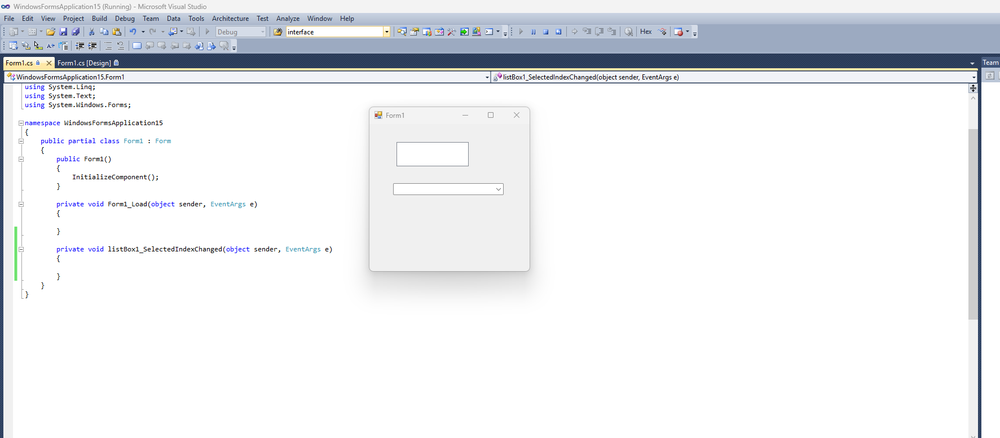 WindowsFormsApplication15 (Running) - Microsoft Visual Studio
File Edit View Project Build Debug Team Data Tools Architecture Test Analyze Window Help
Debug interface Hex
A
Form1.cs Form1.cs [Design] Team
WindowsFormsApplication15.Form1 listBox1_SelectedIndexChanged(object sender, EventArgs e)
using System.Linq;
using System.Text;
using System.Windows.Forms;
Form1
namespace WindowsFormsApplication15
{
public partial class Form1 : Form
{
public Form1()
{
InitializeComponent();
}
private void Form1_Load(object sender, EventArgs e)
{
}
private void listBox1_SelectedIndexChanged(object sender, EventArgs e)
{
}
}
}